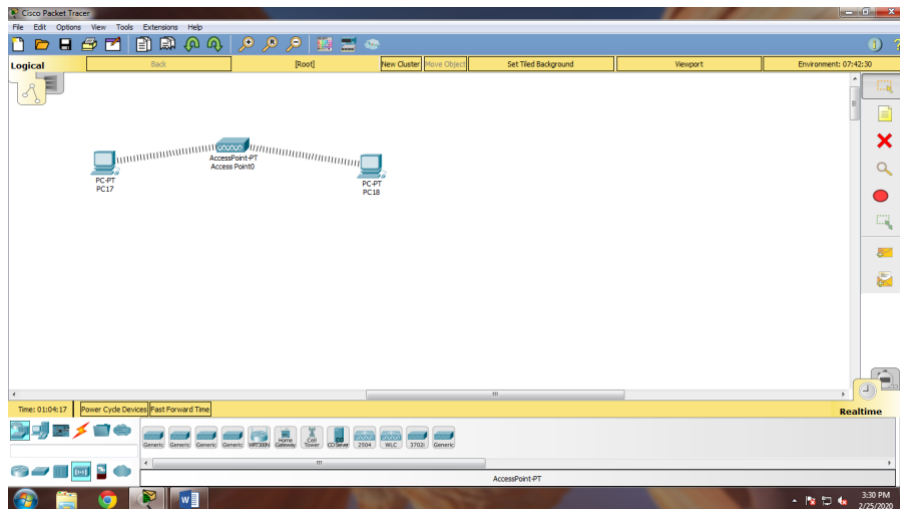 Cisco Packet Tracer
File Edit Options View Tools Extensions Help
Logical Back [Root] New Cluster Move Object Set Tiled Background Viewport Environment: 07:42:30
AccessPoint-PT
Access Point0
PC-PT
PC17
PC-PT
PC18
Time: 01:04:17 Power Cycle Devices Fast Forward Time Realtime
Generic Generic Generic Generic WRT300N Home Gateway Cell Tower CO Server 2504 WLC 3702i Generic
AccessPoint-PT
3:30 PM
2/25/2020